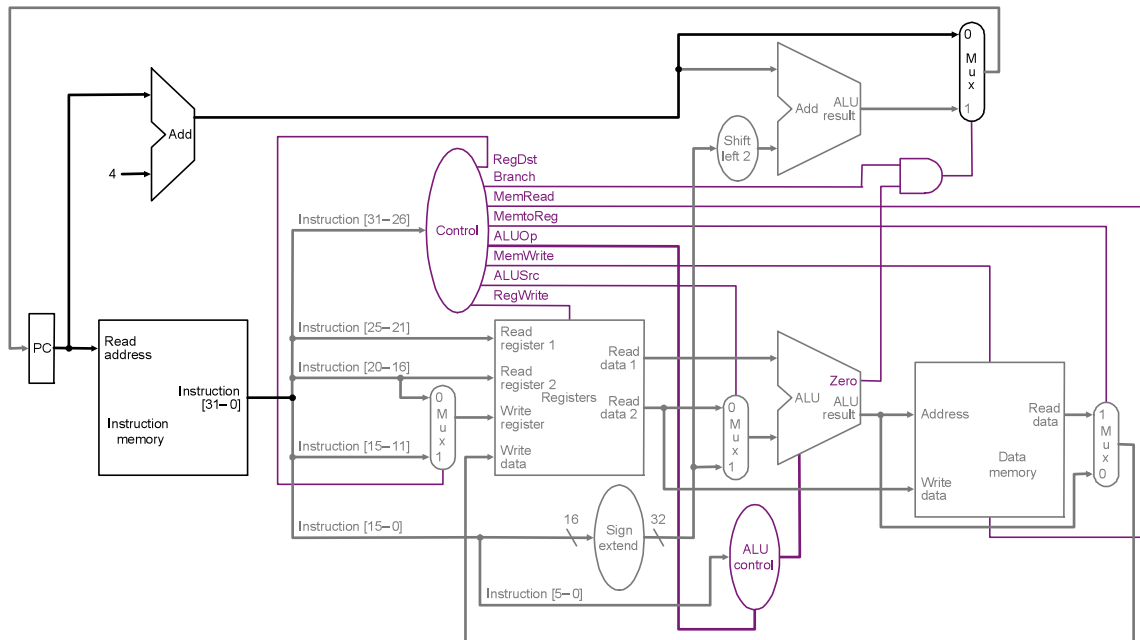 0
M
u
x
1
Add
ALU
result
Add
Shift
left 2
4
RegDst
Branch
MemRead
MemtoReg
ALUOp
MemWrite
ALUSrc
RegWrite
Control
Instruction [31–26]
Instruction [25–21]
Instruction [20–16]
Instruction [15–11]
Instruction [15–0]
Instruction [5–0]
PC
Read
address
Instruction
[31–0]
Instruction
memory
0
M
u
x
1
Read
register 1
Read
register 2
Write
register
Write
data
Registers
Read
data 1
Read
data 2
0
M
u
x
1
Zero
ALU
ALU
result
Address
Write
data
Read
data
Data
memory
1
M
u
x
0
16
Sign
extend
32
ALU
control